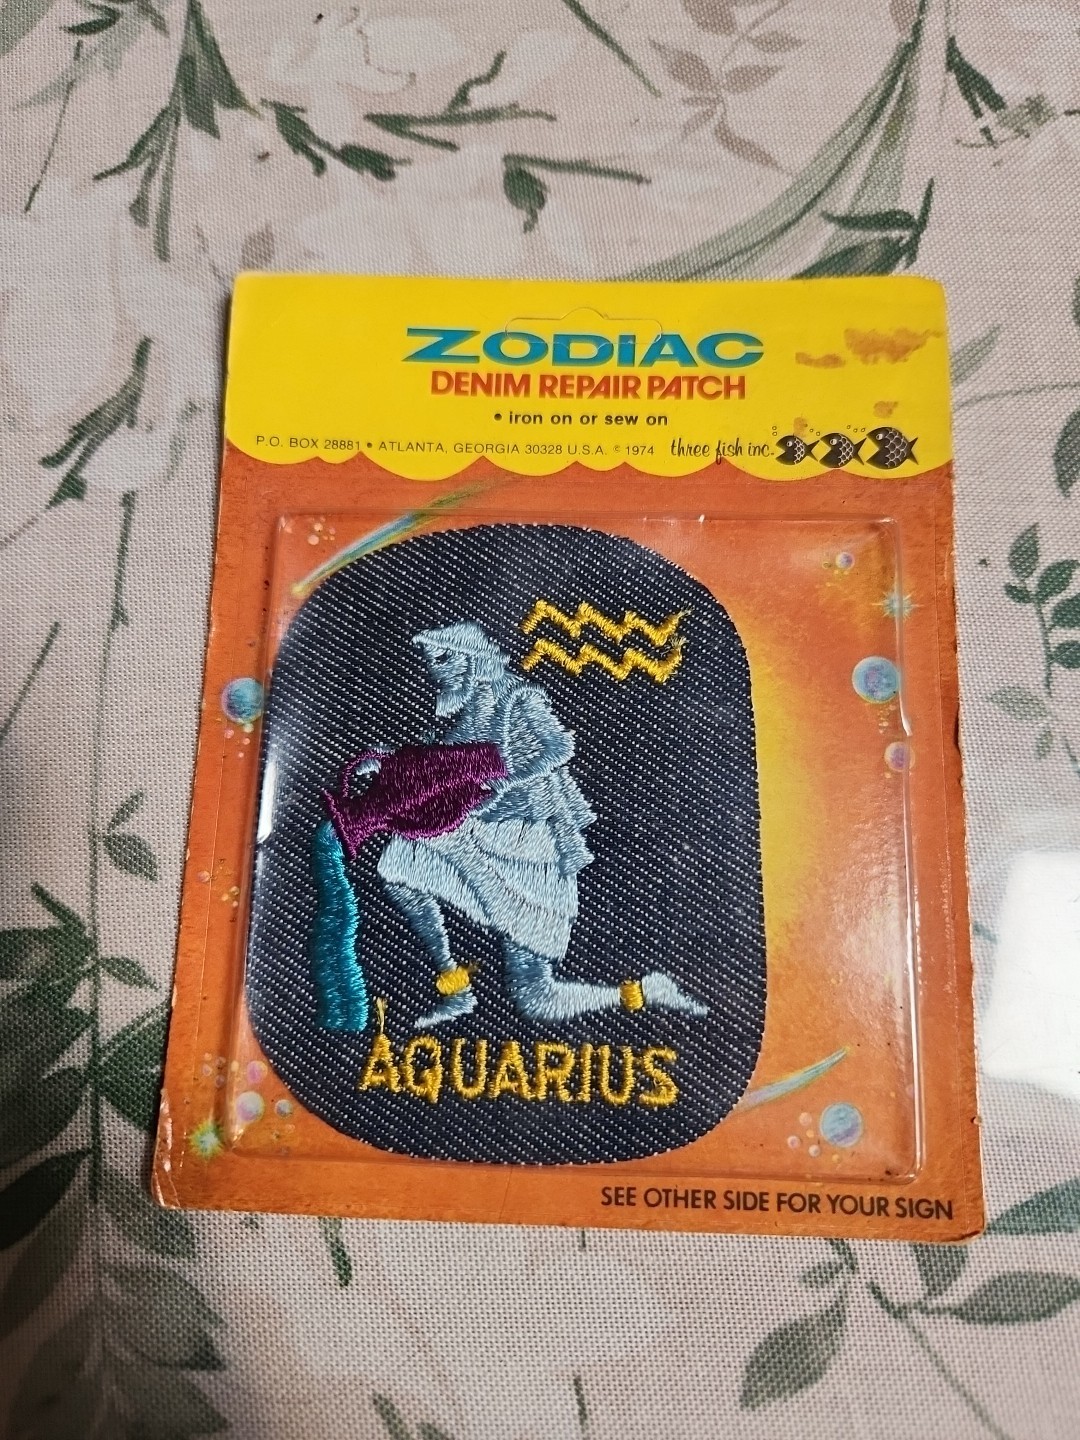 ZODIAC
DENIM REPAIR PATCH
• iron on or sew on
P.O. BOX 28881 • ATLANTA, GEORGIA 30328 U.S.A. © 1974 three fish inc.
AQUARIUS
SEE OTHER SIDE FOR YOUR SIGN